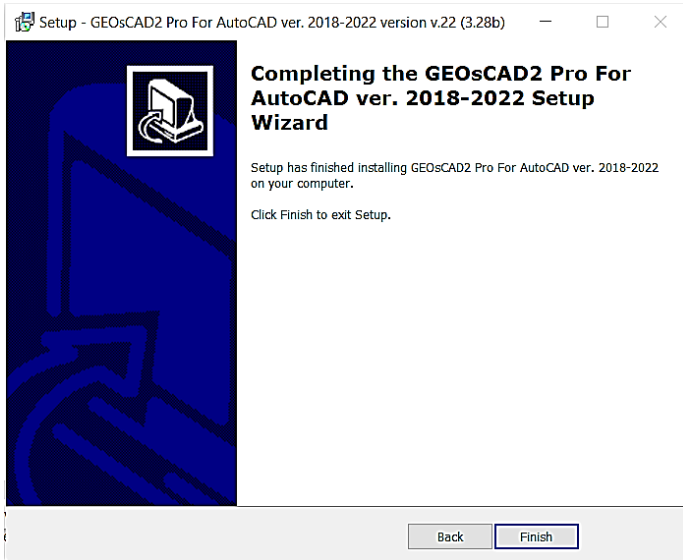 Setup - GEOsCAD2 Pro For AutoCAD ver. 2018-2022 version v.22 (3.28b)
Completing the GEOsCAD2 Pro For
AutoCAD ver. 2018-2022 Setup
Wizard
Setup has finished installing GEOsCAD2 Pro For AutoCAD ver. 2018-2022
on your computer.
Click Finish to exit Setup.
Back Finish